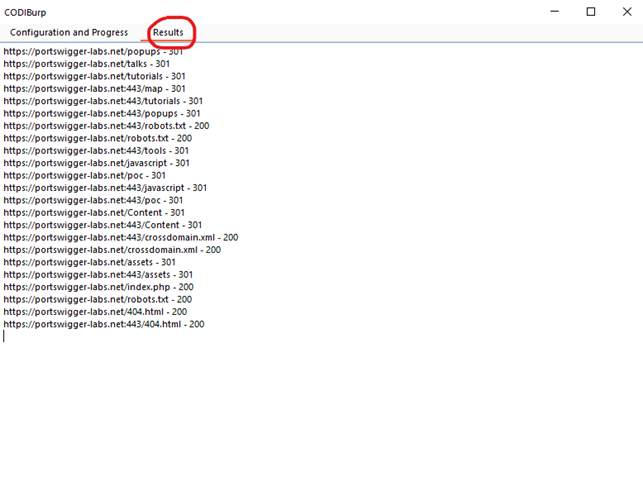 CODIBurp
Configuration and Progress Results
https://portswigger-labs.net/popups - 301
https://portswigger-labs.net/talks - 301
https://portswigger-labs.net/tutorials - 301
https://portswigger-labs.net:443/map - 301
https://portswigger-labs.net:443/tutorials - 301
https://portswigger-labs.net:443/popups - 301
https://portswigger-labs.net:443/robots.txt - 200
https://portswigger-labs.net/robots.txt - 200
https://portswigger-labs.net:443/tools - 301
https://portswigger-labs.net/javascript - 301
https://portswigger-labs.net/poc - 301
https://portswigger-labs.net:443/javascript - 301
https://portswigger-labs.net:443/poc - 301
https://portswigger-labs.net/Content - 301
https://portswigger-labs.net:443/Content - 301
https://portswigger-labs.net:443/crossdomain.xml - 200
https://portswigger-labs.net/crossdomain.xml - 200
https://portswigger-labs.net/assets - 301
https://portswigger-labs.net:443/assets - 301
https://portswigger-labs.net/index.php - 200
https://portswigger-labs.net/robots.txt - 200
https://portswigger-labs.net/404.html - 200
https://portswigger-labs.net:443/404.html - 200